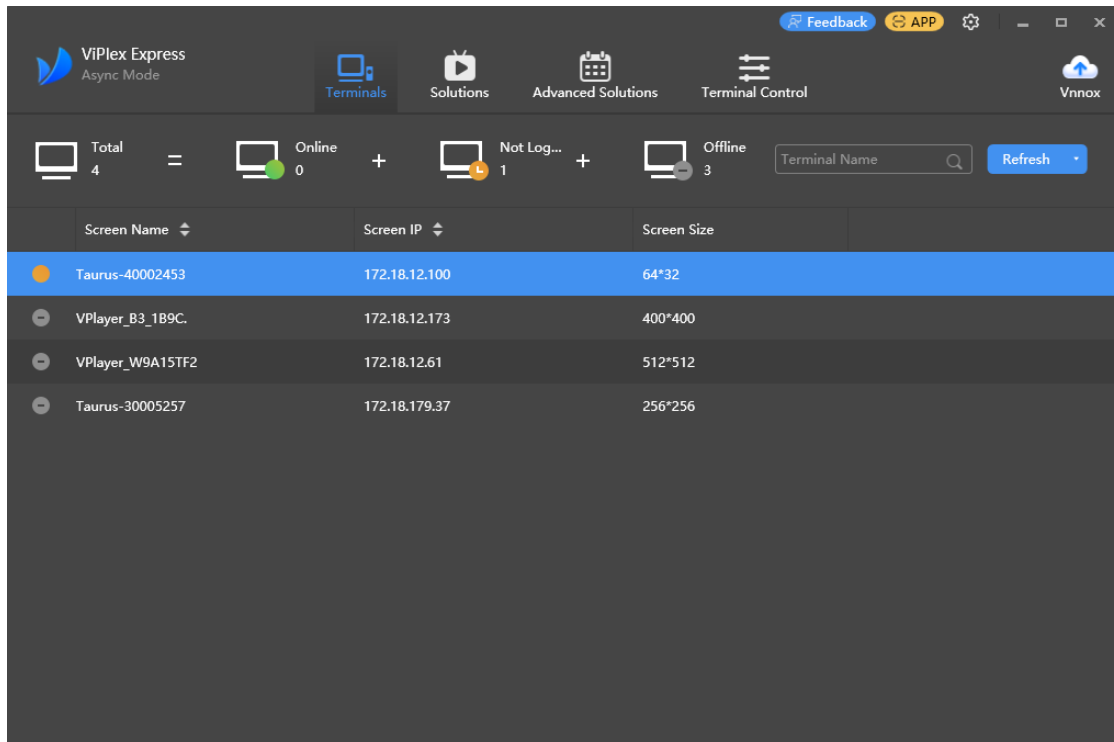 Feedback
APP
ViPlex Express
Async Mode
Terminals
Solutions
Advanced Solutions
Terminal Control
Vnnox
Total
4
=
Online
0
+
Not Log...
1
+
Offline
3
Terminal Name
Refresh
Screen Name
Screen IP
Screen Size
Taurus-40002453 172.18.12.100 64*32
VPlayer_B3_1B9C. 172.18.12.173 400*400
VPlayer_W9A15TF2 172.18.12.61 512*512
Taurus-30005257 172.18.179.37 256*256